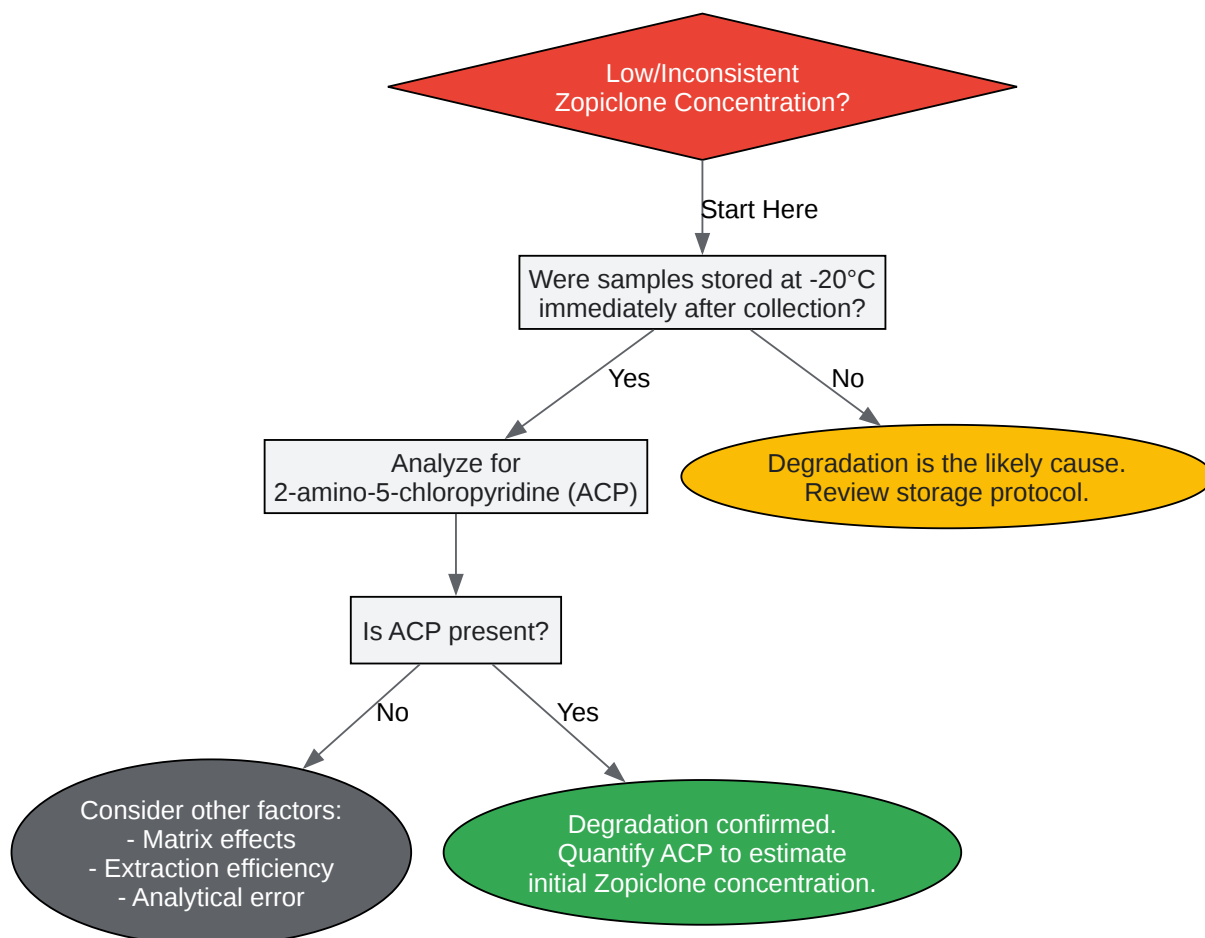 Low/Inconsistent
Zopiclone Concentration?
Start Here
Were samples stored at -20°C
immediately after collection?
Yes
No
Analyze for
2-amino-5-chloropyridine (ACP)
Degradation is the likely cause.
Review storage protocol.
Is ACP present?
No
Yes
Consider other factors:
- Matrix effects
- Extraction efficiency
- Analytical error
Degradation confirmed.
Quantify ACP to estimate
initial Zopiclone concentration.